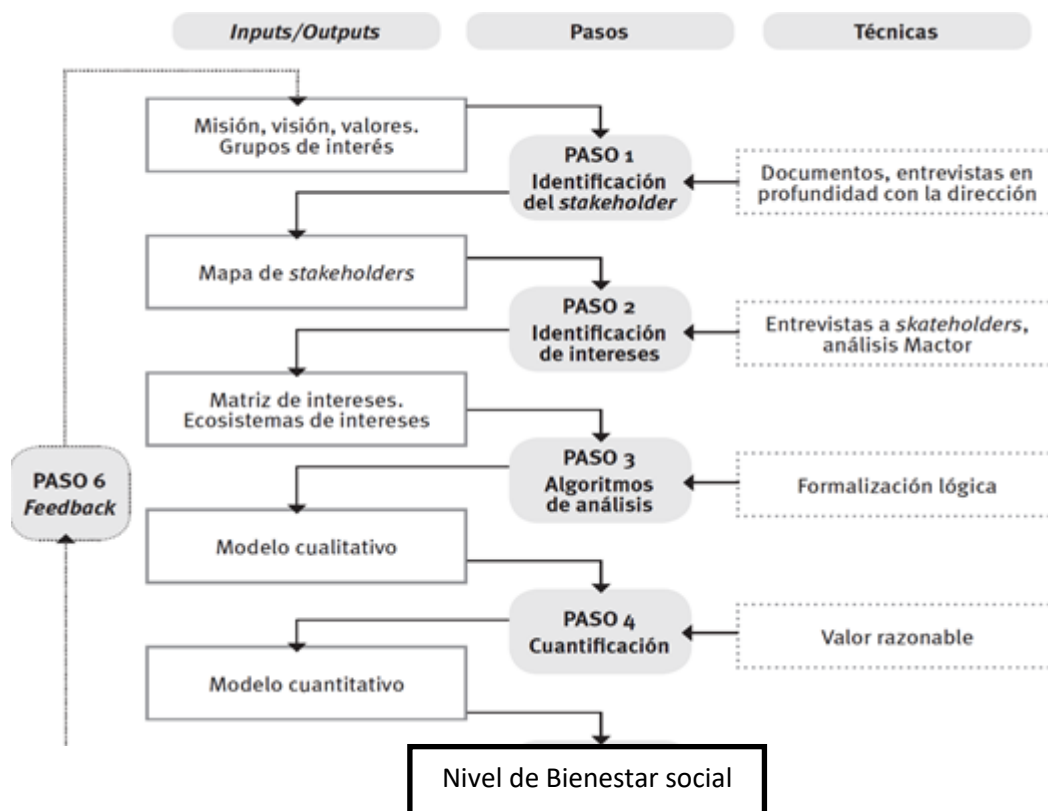 Inputs/Outputs
Pasos
Técnicas
Misión, visión, valores.
Grupos de interés
PASO 1
Identificación
del stakeholder
Documentos, entrevistas en
profundidad con la dirección
Mapa de stakeholders
PASO 2
Identificación
de intereses
Entrevistas a skateholders,
análisis Mactor
Matriz de intereses.
Ecosistemas de intereses
PASO 3
Algoritmos
de análisis
Formalización lógica
PASO 6
Feedback
Modelo cualitativo
PASO 4
Cuantificación
Valor razonable
Modelo cuantitativo
Nivel de Bienestar social